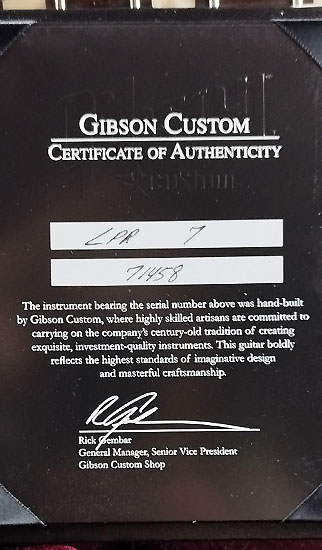 GIBSON CUSTOM
CERTIFICATE OF AUTHENTICITY
Custom
LPR 7
71458
The instrument bearing the serial number above was hand-built
by Gibson Custom, where highly skilled artisans are committed to
carrying on the company's century-old tradition of creating
exquisite, investment-quality instruments. This guitar boldly
reflects the highest standards of imaginative design
and masterful craftsmanship.
Rick Gembar
General Manager, Senior Vice President
Gibson Custom Shop